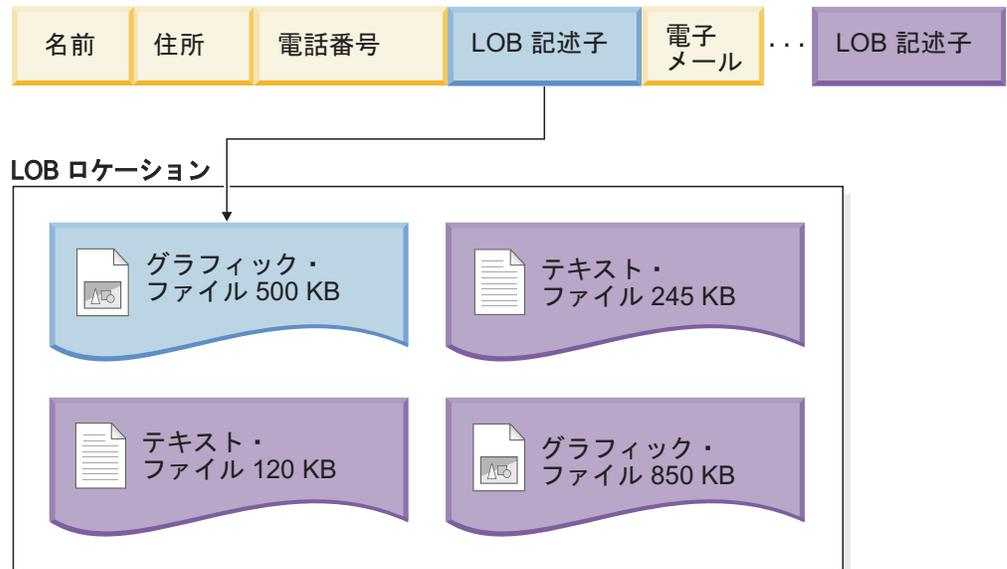 名前 住所 電話番号 LOB 記述子 電子
メール ... LOB 記述子
LOB ロケーション
グラフィック・
ファイル 500 KB
テキスト・
ファイル 245 KB
テキスト・
ファイル 120 KB
グラフィック・
ファイル 850 KB